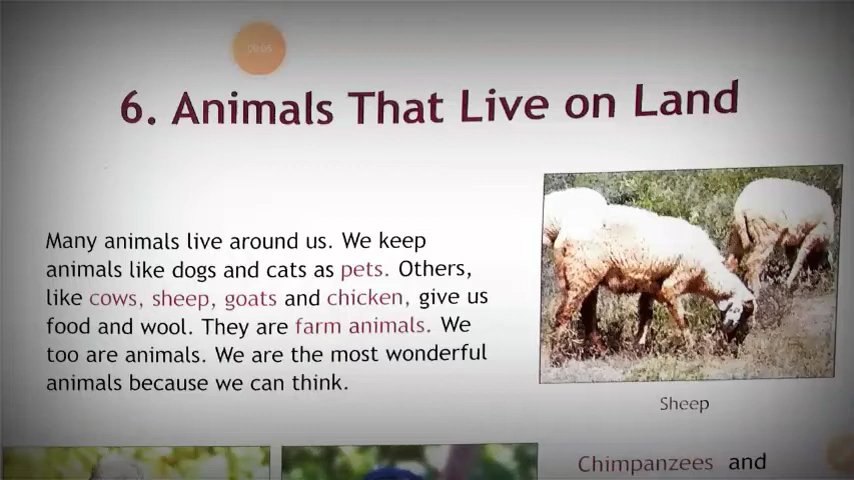 00:05
6. Animals That Live on Land
Many animals live around us. We keep
animals like dogs and cats as pets. Others,
like cows, sheep, goats and chicken, give us
food and wool. They are farm animals. We
too are animals. We are the most wonderful
animals because we can think.
Sheep
Chimpanzees and